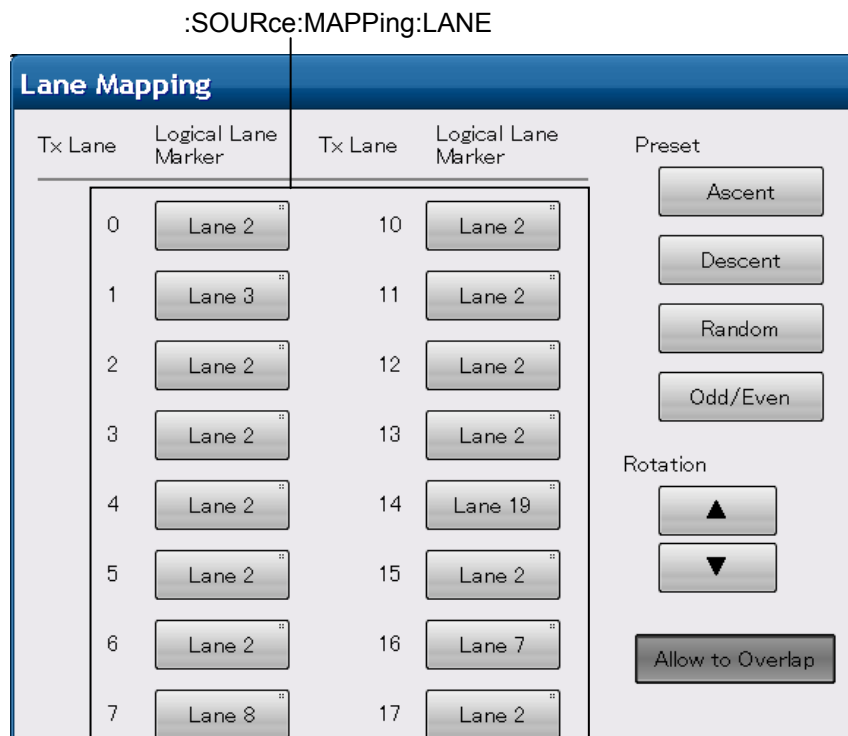 :SOURce:MAPPing:LANE
Lane Mapping
Tx Lane Logical Lane Marker Tx Lane Logical Lane Marker Preset
0 Lane 2 10 Lane 2 Ascent
1 Lane 3 11 Lane 2 Descent
2 Lane 2 12 Lane 2 Random
3 Lane 2 13 Lane 2 Odd/Even
Rotation
4 Lane 2 14 Lane 19 ▲
5 Lane 2 15 Lane 2 ▼
6 Lane 2 16 Lane 7 Allow to Overlap
7 Lane 8 17 Lane 2